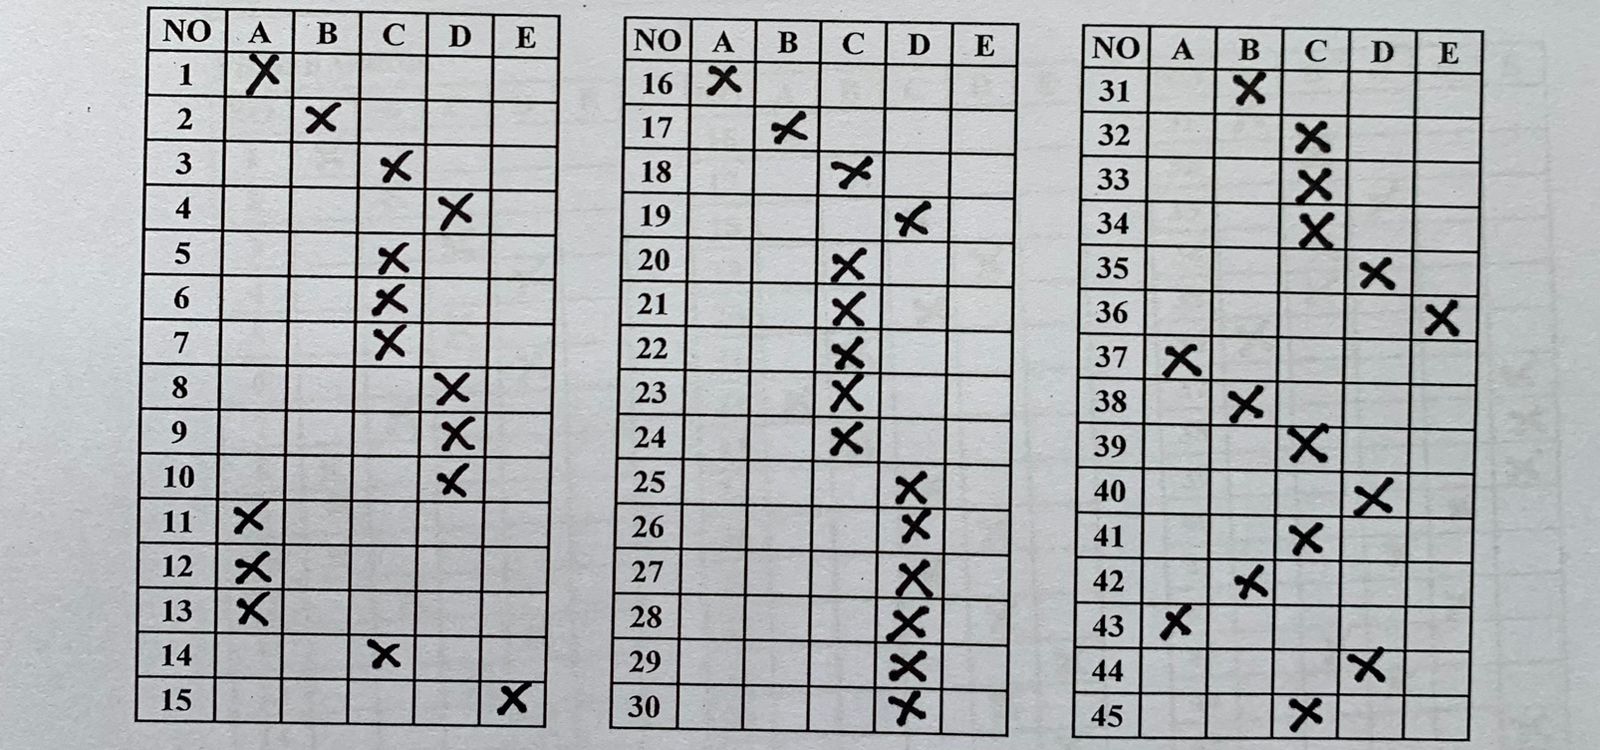 NO A B C D E
1 X
2 X
3 X
4 X
5 X
6 X
7 X
8 X
9 X
10 X
11 X
12 X
13 X
14 X
15 X
NO A B C D E
16 X
17 X
18 X
19 X
20 X
21 X
22 X
23 X
24 X
25 X
26 X
27 X
28 X
29 X
30 X
NO A B C D E
31 X
32 X
33 X
34 X
35 X
36 X
37 X
38 X
39 X
40 X
41 X
42 X
43 X
44 X
45 X